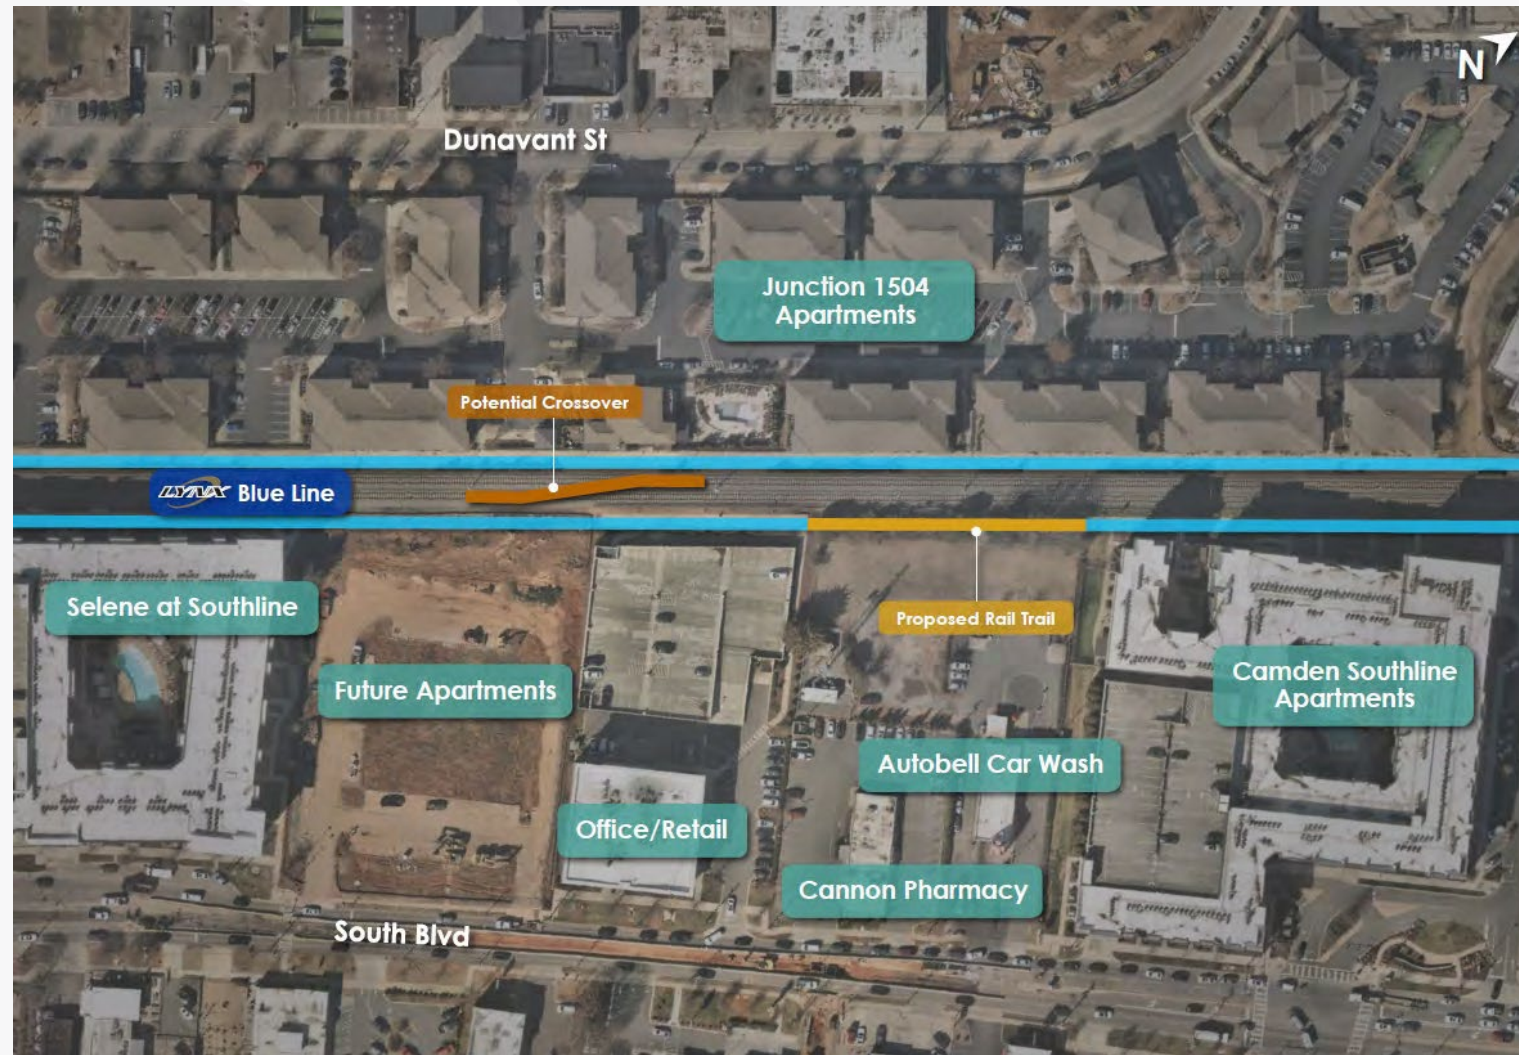 N
Dunavant St
Junction 1504
Apartments
Potential Crossover
LYNX Blue Line
Selene at Southline
Proposed Rail Trail
Future Apartments
Camden Southline
Apartments
Autobell Car Wash
Office/Retail
Cannon Pharmacy
South Blvd